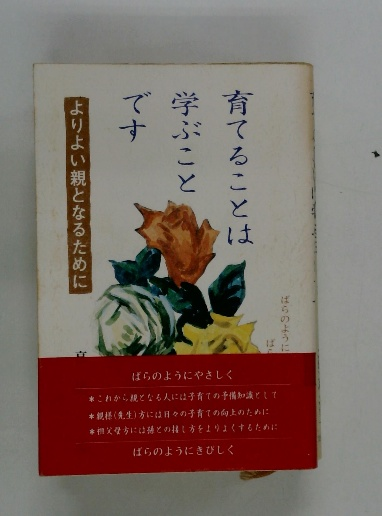 育てることは
学ぶこと
です
よりよい親となるために
ばらのように
ばら
ばらのようにやさしく
＊これから親となる人には子育ての予備知識として
＊親様(先生)方には日々の子育ての向上のために
＊祖父母方には孫との接し方をよりよくするために
ばらのようにきびしく